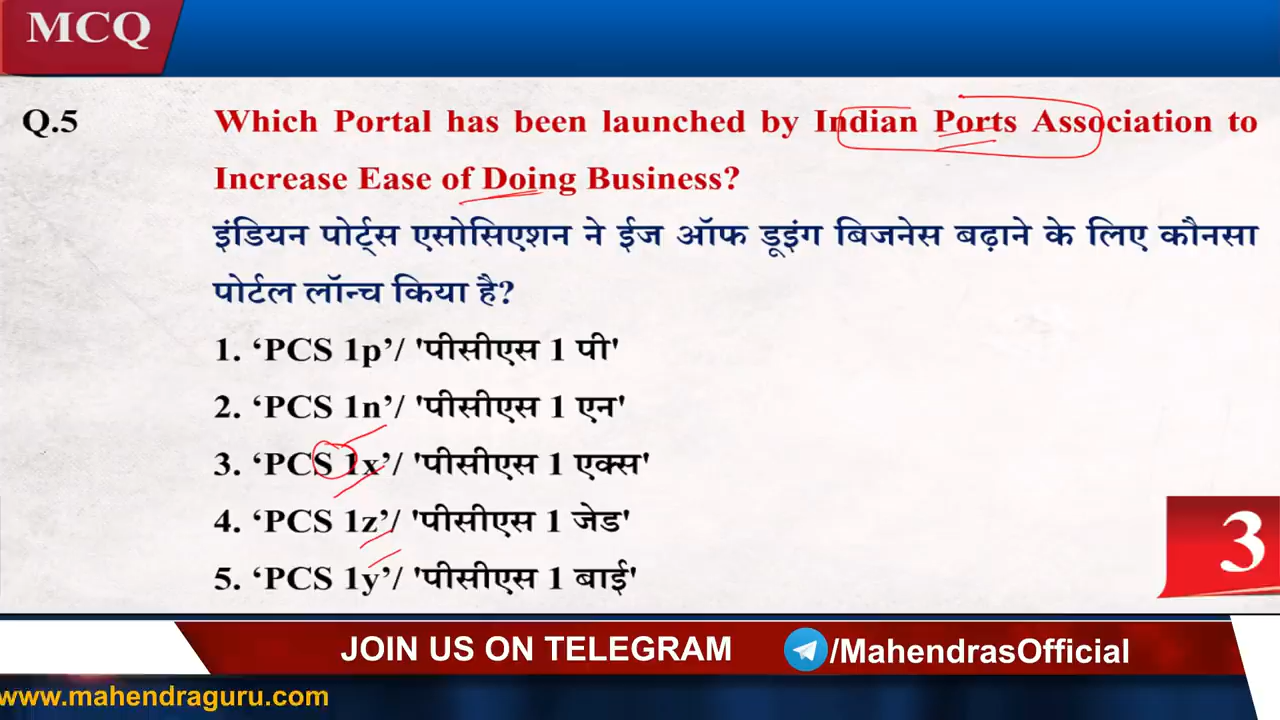 MCQ
Q.5 Which Portal has been launched by Indian Ports Association to
Increase Ease of Doing Business?
इंडियन पोर्ट्स एसोसिएशन ने ईज ऑफ डूइंग बिजनेस बढ़ाने के लिए कौनसा
पोर्टल लॉन्च किया है?
1. ‘PCS 1p’/ 'पीसीएस 1 पी'
2. ‘PCS 1n’/ 'पीसीएस 1 एन'
3. ‘PCS 1x’/ 'पीसीएस 1 एक्स'
4. ‘PCS 1z’/ 'पीसीएस 1 जेड'
5. ‘PCS 1y’/ 'पीसीएस 1 बाई'
3
JOIN US ON TELEGRAM /MahendrasOfficial
www.mahendraguru.com